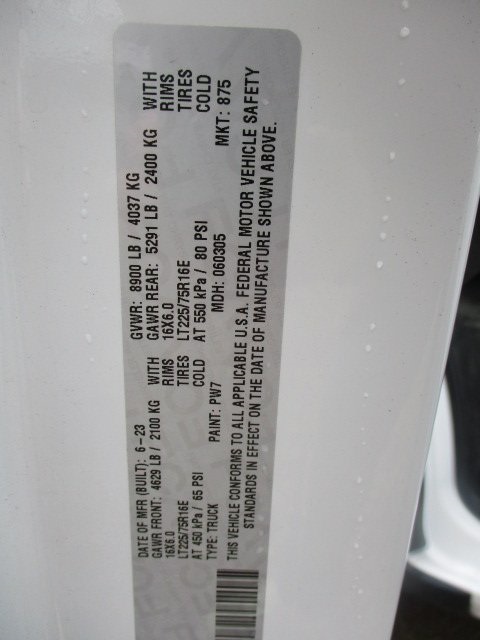 DATE OF MFR (BUILT): 6-23 GVWR: 8900 LB / 4037 KG
GAWR FRONT: 4629 LB / 2100 KG WITH GAWR REAR: 5291 LB / 2400 KG WITH
16X6.0 RIMS 16X6.0 RIMS
LT225/75R16E TIRES LT225/75R16E TIRES
AT 450 kPa / 65 PSI COLD AT 550 kPa / 80 PSI COLD
TYPE: TRUCK PAINT: PW7 MDH: 060305 MKT: 875
THIS VEHICLE CONFORMS TO ALL APPLICABLE U.S.A. FEDERAL MOTOR VEHICLE SAFETY
STANDARDS IN EFFECT ON THE DATE OF MANUFACTURE SHOWN ABOVE.